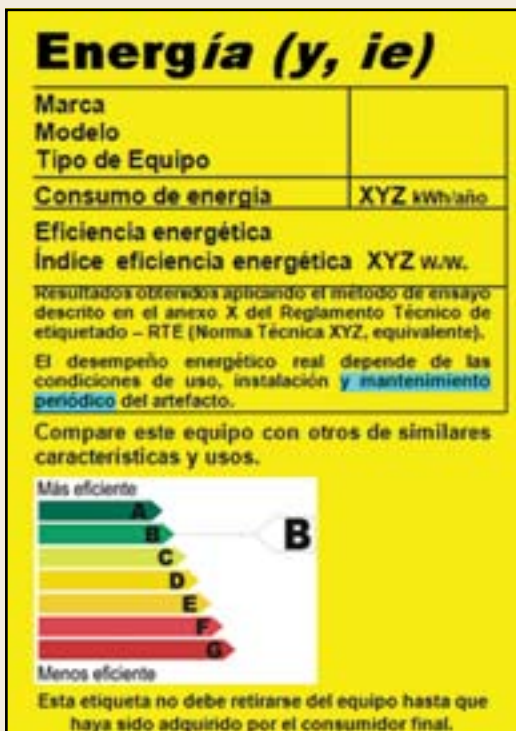 Energía (y, ie)
Marca
Modelo
Tipo de Equipo
Consumo de energía XYZ kWh/año
Eficiencia energética
Índice eficiencia energética XYZ W/W.
Resultados obtenidos aplicando el método de ensayo
descrito en el anexo X del Reglamento Técnico de
etiquetado – RTE (Norma Técnica XYZ, equivalente).
El desempeño energético real depende de las
condiciones de uso, instalación y mantenimiento
periódico del artefacto.
Compare este equipo con otros de similares
características y usos.
Más eficiente
A
B B
C
D
E
F
G
Menos eficiente
Esta etiqueta no debe retirarse del equipo hasta que
haya sido adquirido por el consumidor final.